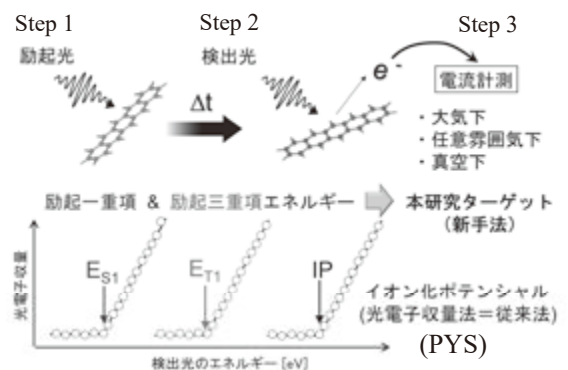 Step 1
Step 2
Step 3
励起光
検出光
Δt
e-
電流計測
・大気下
・任意雰囲気下
・真空下
励起一重項 & 励起三重項エネルギー
本研究ターゲット
(新手法)
光電子収量
ES1
ET1
IP
イオン化ポテンシャル
(光電子収量法=従来法)
(PYS)
検出光のエネルギー [eV]